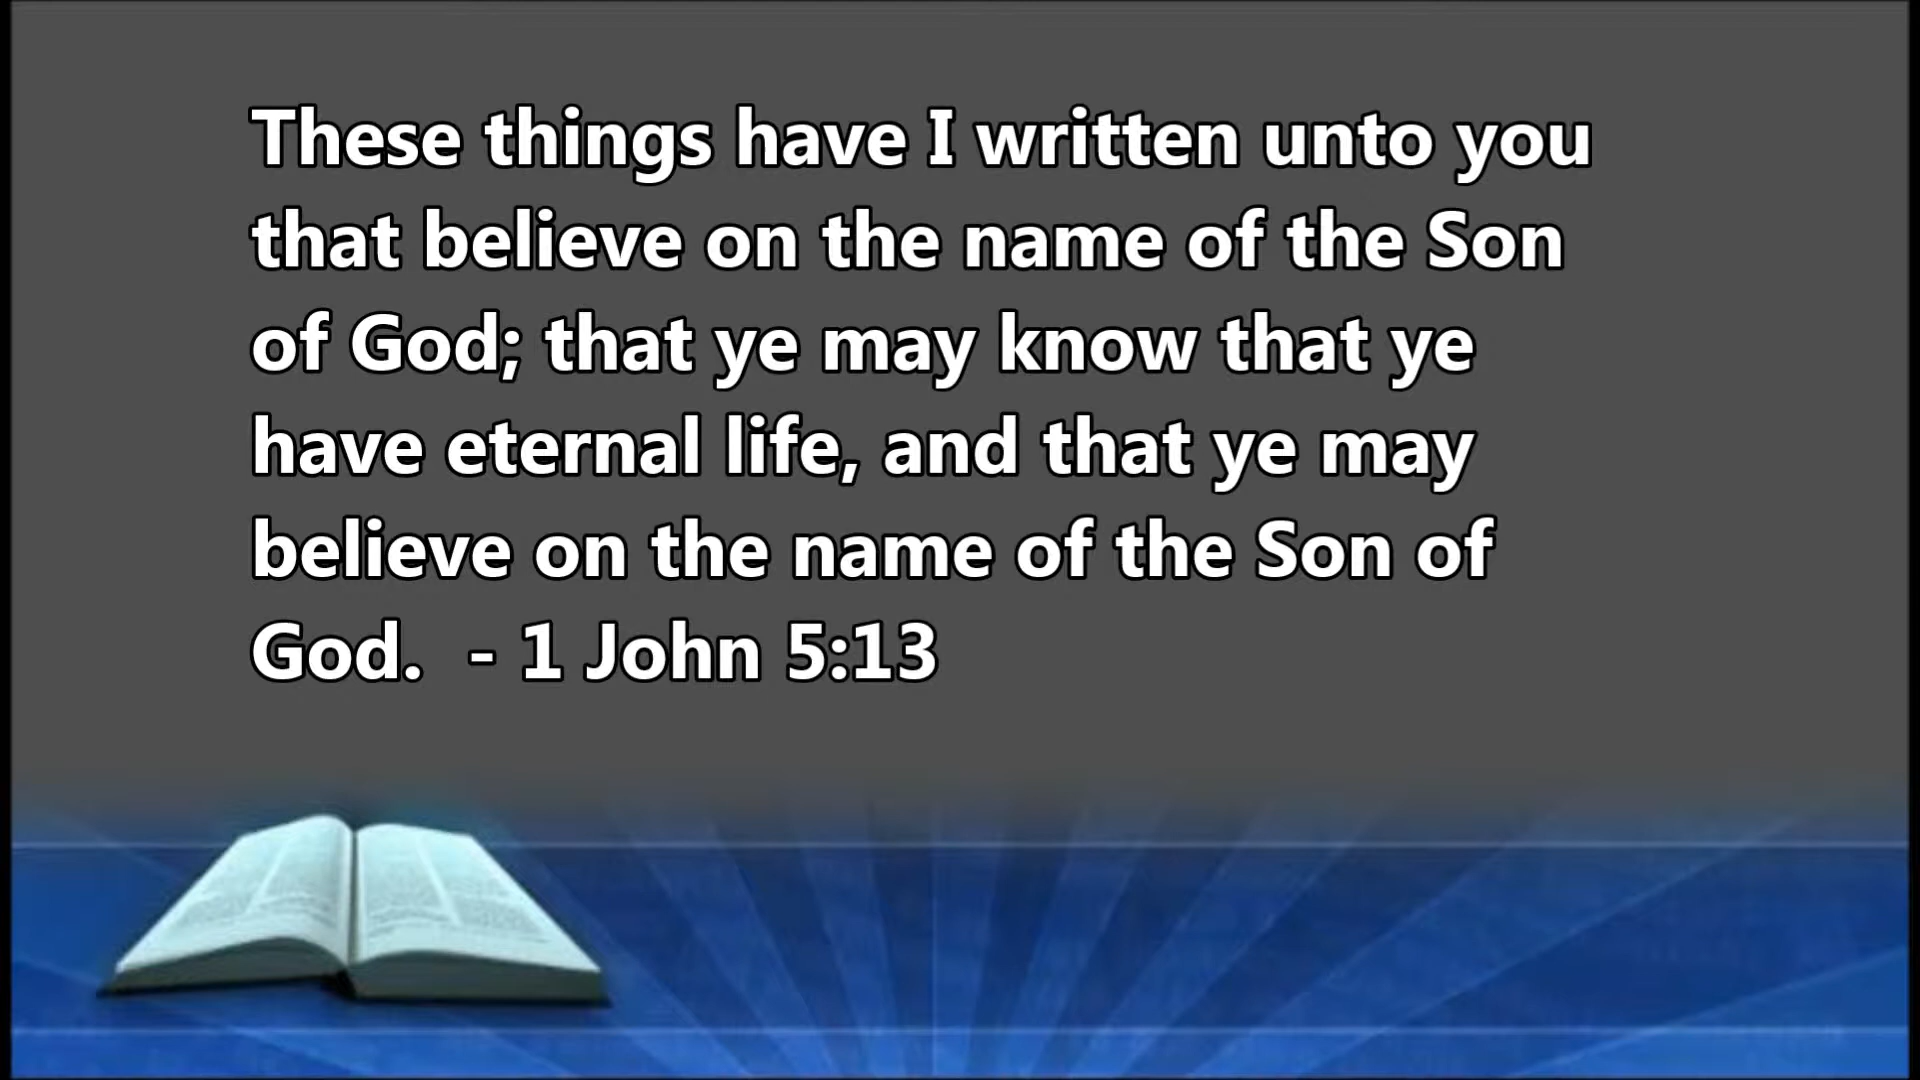 These things have I written unto you
that believe on the name of the Son
of God; that ye may know that ye
have eternal life, and that ye may
believe on the name of the Son of
God.  - 1 John 5:13